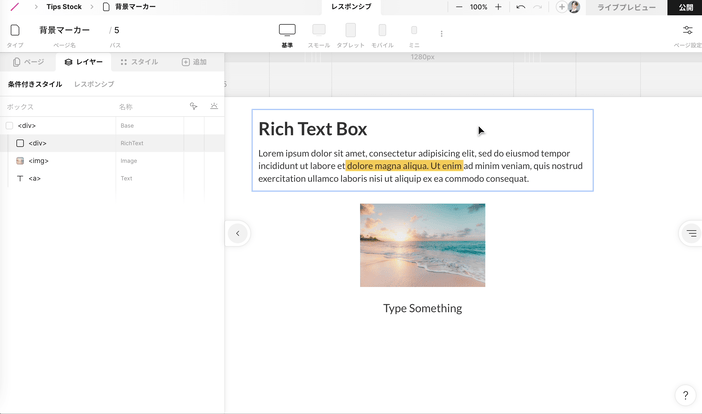 Tips Stock
背景マーカー
レスポンシブ
100%
ライブプレビュー
公開
背景マーカー
/ 5
タイプ
ページ名
パス
基準
スモール
タブレット
モバイル
ミニ
ページ設定
ページ
レイヤー
スタイル
追加
1280px
条件付きスタイル
レスポンシブ
ボックス
名称
<div>
Base
<div>
RichText
<img>
Image
<a>
Text
Rich Text Box
Lorem ipsum dolor sit amet, consectetur adipisicing elit, sed do eiusmod tempor
incididunt ut labore et dolore magna aliqua. Ut enim ad minim veniam, quis nostrud
exercitation ullamco laboris nisi ut aliquip ex ea commodo consequat.
Type Something
?